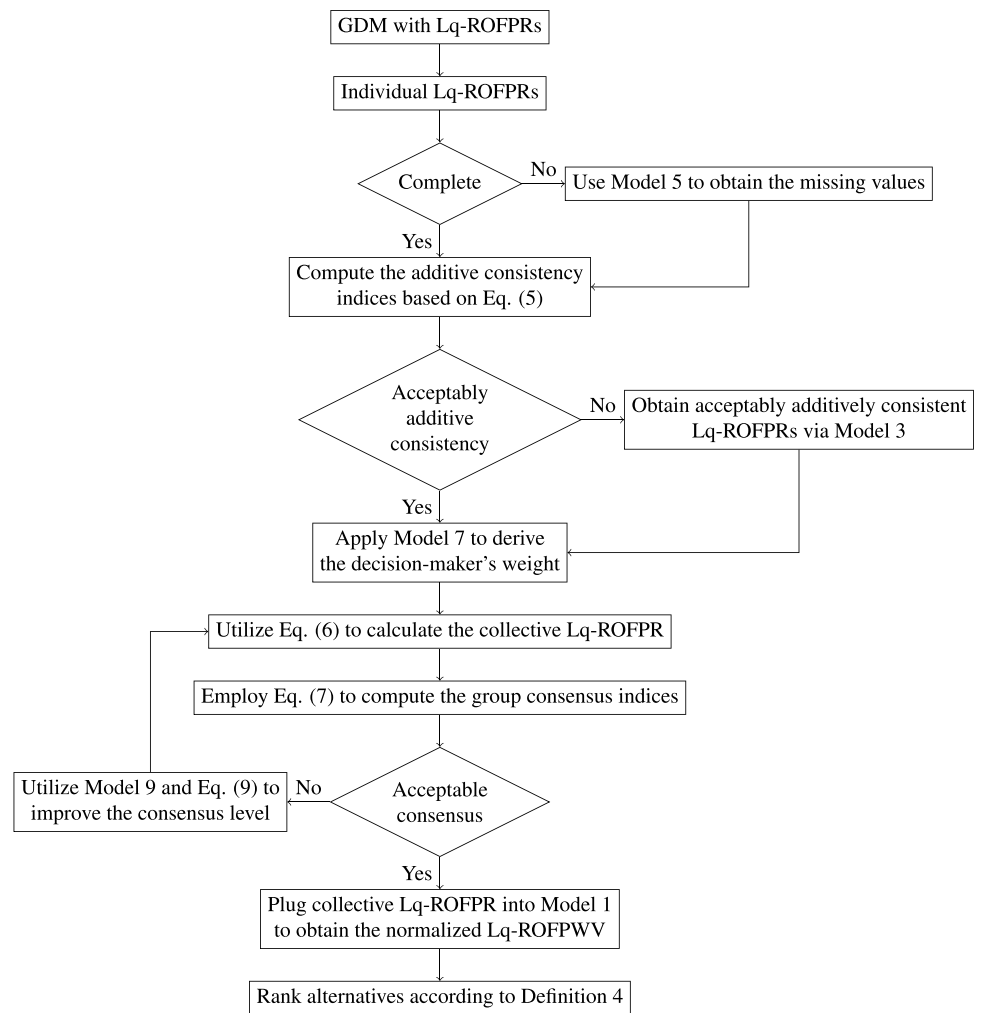 GDM with Lq-ROFPRs
Individual Lq-ROFPRs
Complete
No
Use Model 5 to obtain the missing values
Yes
Compute the additive consistency
indices based on Eq. (5)
Acceptably
additive
consistency
No
Obtain acceptably additively consistent
Lq-ROFPRs via Model 3
Yes
Apply Model 7 to derive
the decision-maker's weight
Utilize Eq. (6) to calculate the collective Lq-ROFPR
Employ Eq. (7) to compute the group consensus indices
Acceptable
consensus
No
Utilize Model 9 and Eq. (9) to
improve the consensus level
Yes
Plug collective Lq-ROFPR into Model 1
to obtain the normalized Lq-ROFPWV
Rank alternatives according to Definition 4